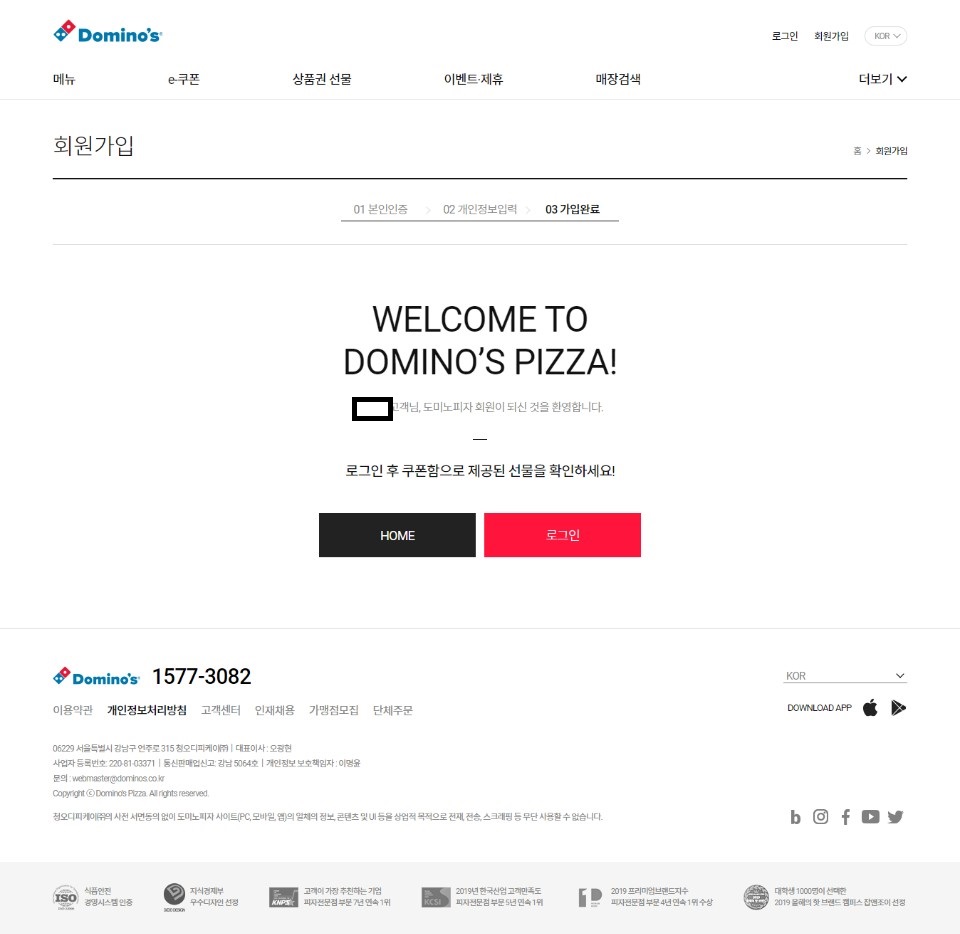 Domino's
로그인 회원가입 KOR
메뉴 e-쿠폰 상품권 선물 이벤트·제휴 매장검색 더보기
회원가입
홈 > 회원가입
01 본인인증 > 02 개인정보입력 > 03 가입완료
WELCOME TO
DOMINO'S PIZZA!
고객님, 도미노피자 회원이 되신 것을 환영합니다.
로그인 후 쿠폰함으로 제공된 선물을 확인하세요!
HOME 로그인
Domino's 1577-3082
KOR
이용약관 개인정보처리방침 고객센터 인재채용 가맹점모집 단체주문
DOWNLOAD APP
06229 서울특별시 강남구 언주로 315 청오디피케이㈜ | 대표이사 : 오광현
사업자 등록번호: 220-81-03371 | 통신판매업신고: 강남 5064호 | 개인정보 보호책임자 : 이명윤
문의 : webmaster@dominos.co.kr
Copyright ⓒ Domino's Pizza. All rights reserved.
청오디피케이㈜의 사전 서면동의 없이 도미노피자 사이트(PC, 모바일, 앱)의 일체의 정보, 콘텐츠 및 UI 등을 상업적 목적으로 전재, 전송, 스크래핑 등 무단 사용할 수 없습니다.
ISO
식품안전
경영시스템 인증
지식경제부
우수디자인 선정
KNPS
고객이 가장 추천하는 기업
피자전문점 부문 7년 연속 1위
KCSI
2019년 한국산업 고객만족도
피자전문점 부문 5년 연속 1위
2019 프리미엄브랜드지수
피자전문점 부문 4년 연속 1위 수상
대학생 1000명이 선택한
2019 올해의 핫 브랜드 캠퍼스 잡앤조이 선정